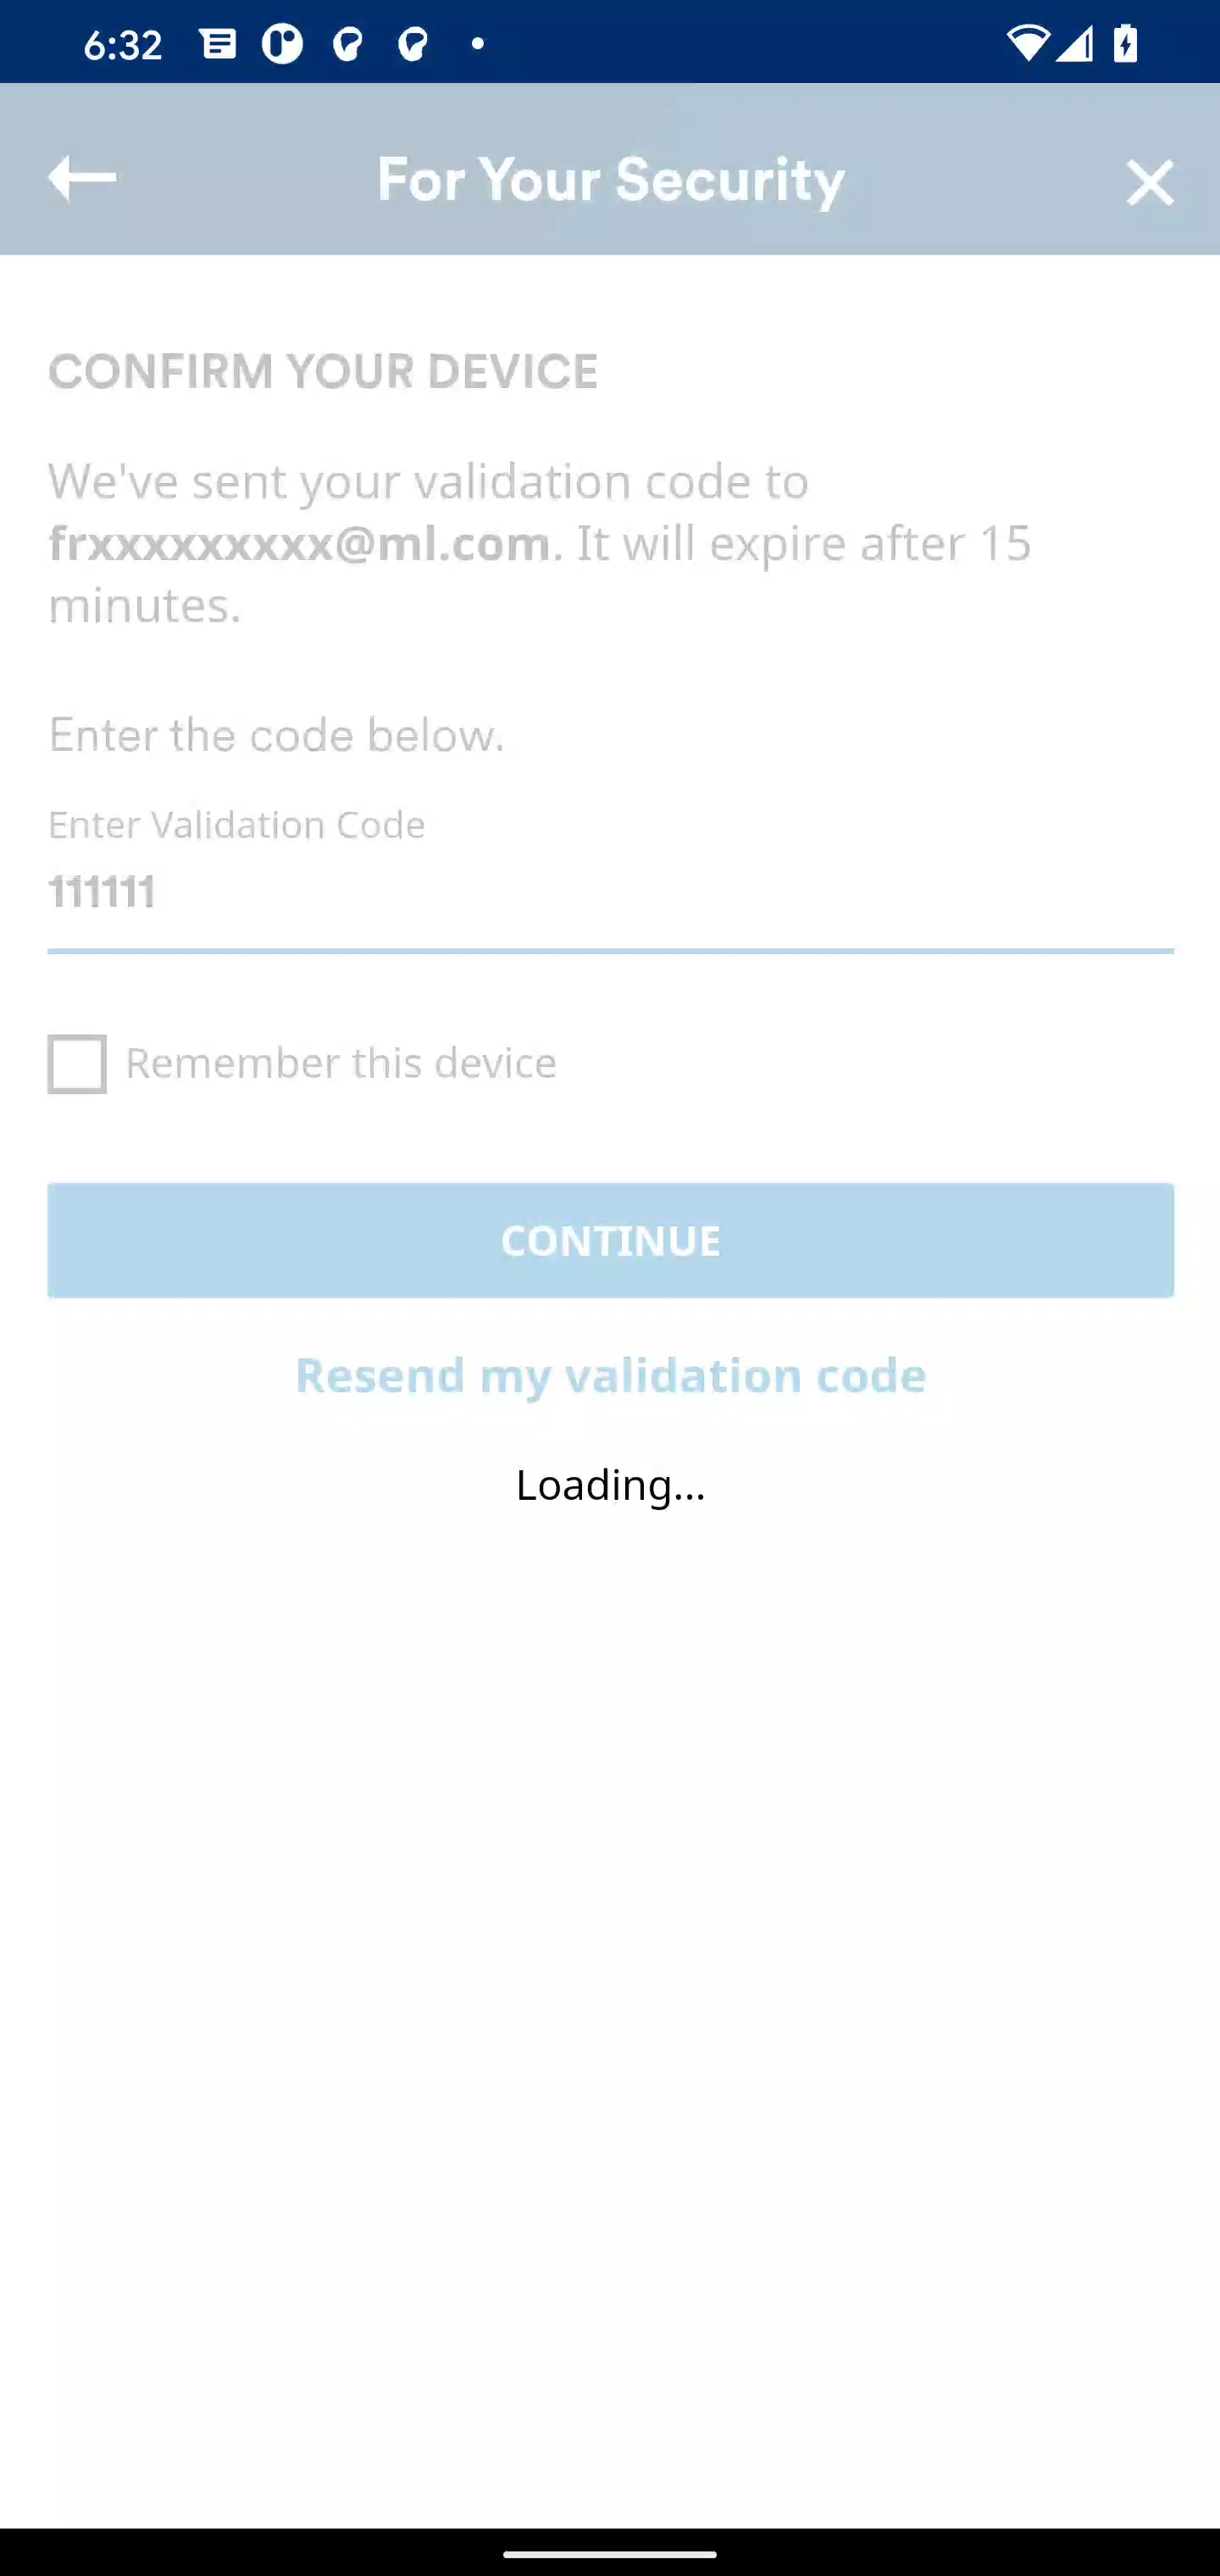 6:32
For Your Security
CONFIRM YOUR DEVICE
We've sent your validation code to
frxxxxxxxxx@ml.com. It will expire after 15
minutes.
Enter the code below.
Enter Validation Code
111111
Remember this device
CONTINUE
Resend my validation code
Loading...